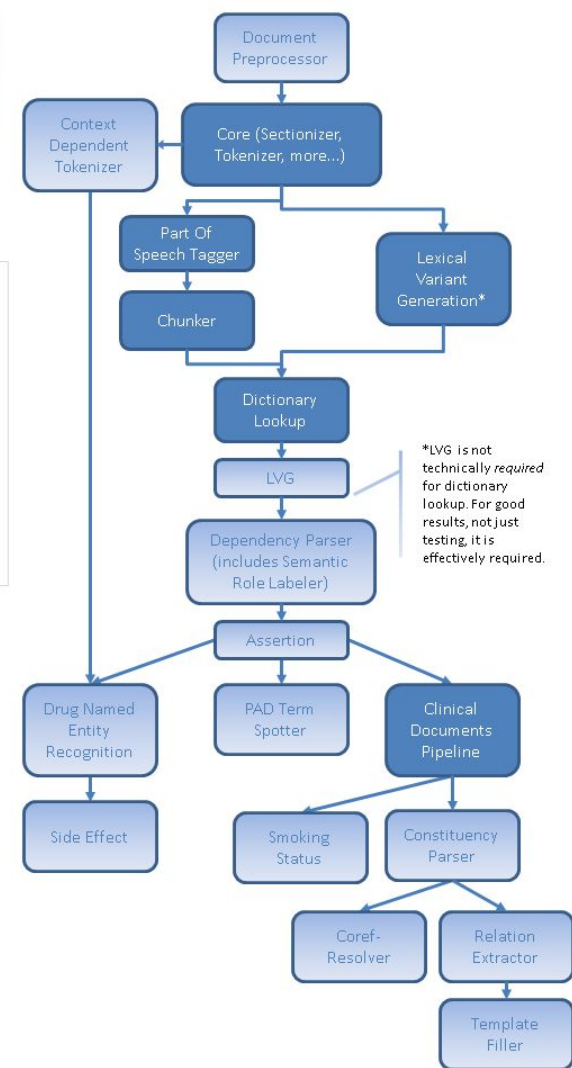 Document
Preprocessor
Context
Dependent
Tokenizer
Core (Sectionizer,
Tokenizer, more...)
Part Of
Speech Tagger
Lexical
Variant
Generation*
Chunker
Dictionary
Lookup
LVG
*LVG is not
technically required
for dictionary
lookup. For good
results, not just
testing, it is
effectively required.
Dependency Parser
(includes Semantic
Role Labeler)
Assertion
Drug Named
Entity
Recognition
PAD Term
Spotter
Clinical
Documents
Pipeline
Side Effect
Smoking
Status
Constituency
Parser
Coref-
Resolver
Relation
Extractor
Template
Filler